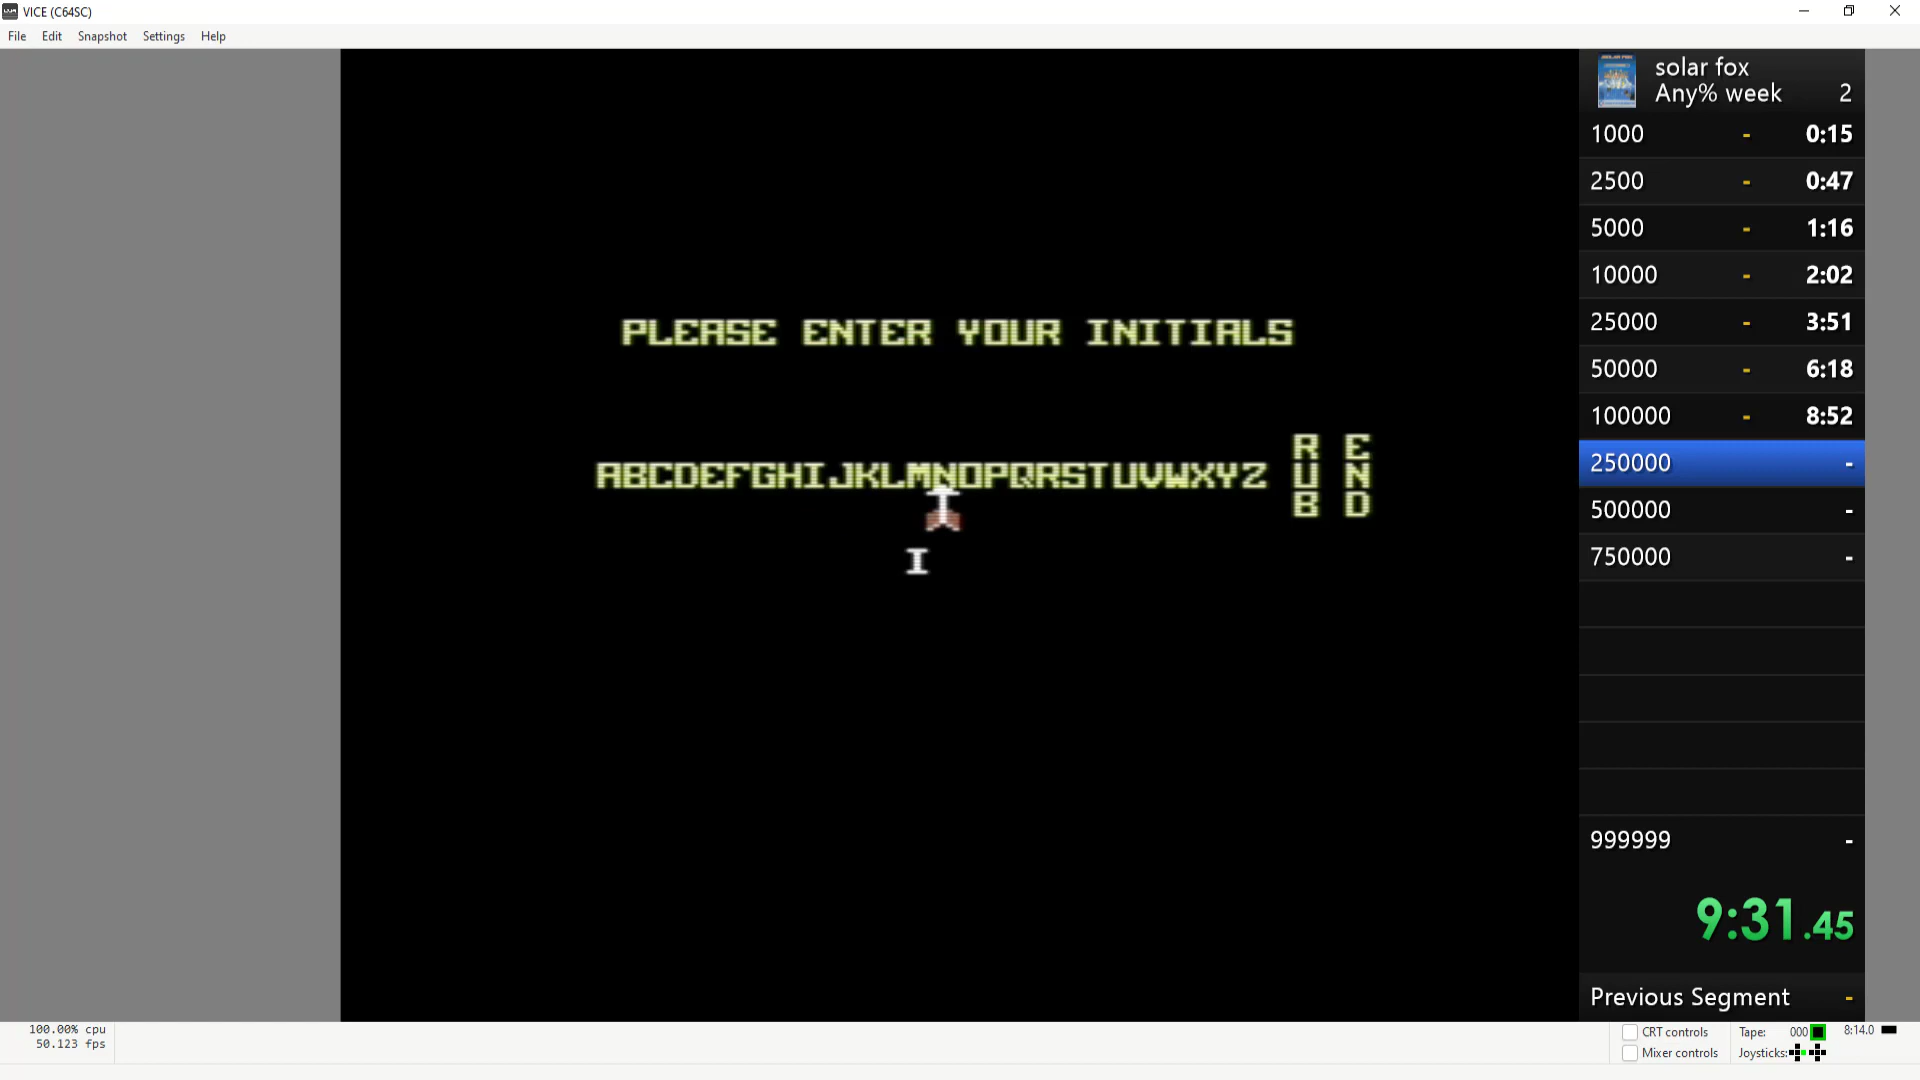 VICE (C64SC)
File Edit Snapshot Settings Help
PLEASE ENTER YOUR INITIALS
ABCDEFGHIJKLMNOPQRSTUVWXYZ RUB END
I
solar fox
Any% week 2
1000 - 0:15
2500 - 0:47
5000 - 1:16
10000 - 2:02
25000 - 3:51
50000 - 6:18
100000 - 8:52
250000 -
500000 -
750000 -
999999 -
9:31.45
Previous Segment -
100.00% cpu
50.123 fps
CRT controls
Mixer controls
Tape: 000
Joysticks:
8:14.0